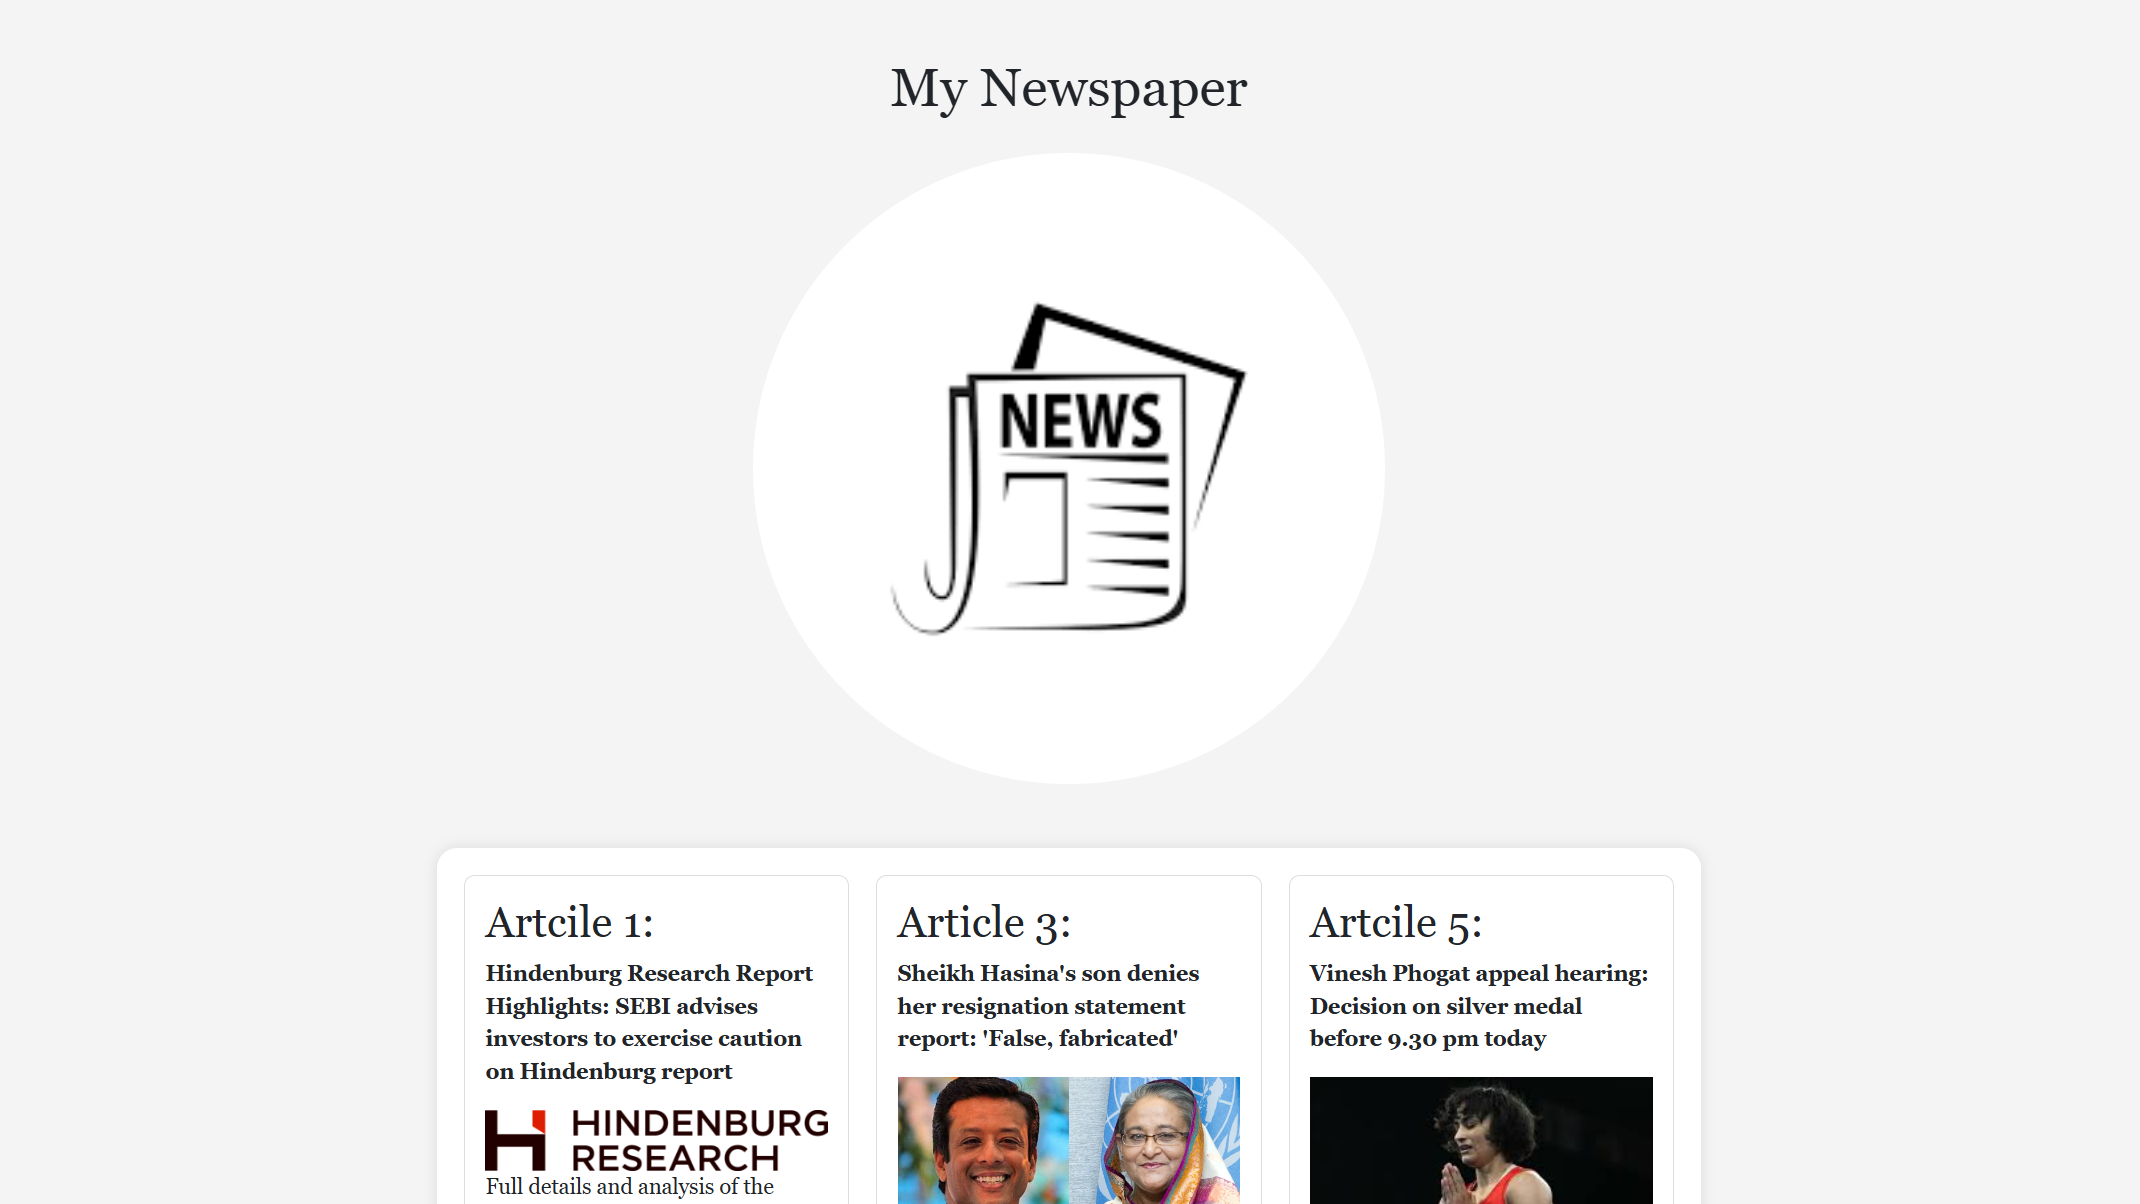 My Newspaper
NEWS
Artcile 1:
Hindenburg Research Report
Highlights: SEBI advises
investors to exercise caution
on Hindenburg report
HINDENBURG
RESEARCH
Full details and analysis of the
Article 3:
Sheikh Hasina's son denies
her resignation statement
report: 'False, fabricated'
Artcile 5:
Vinesh Phogat appeal hearing:
Decision on silver medal
before 9.30 pm today